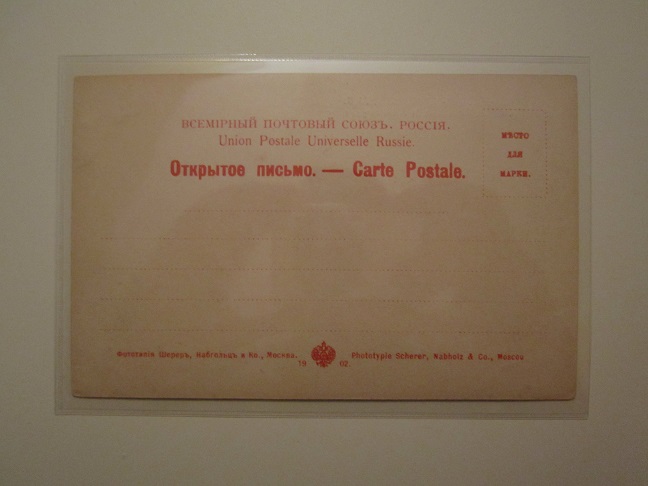 ВСЕМІРНЫЙ ПОЧТОВЫЙ СОЮЗЪ. РОССІЯ.
Union Postale Universelle Russie.
Открытое письмо. — Carte Postale.
МѢСТО
ДЛЯ
МАРКИ.
Фототипія Шереръ, Набгольцъ и Ко., Москва.
Phototypie Scherer, Nabholz & Co., Moscou
19 02.